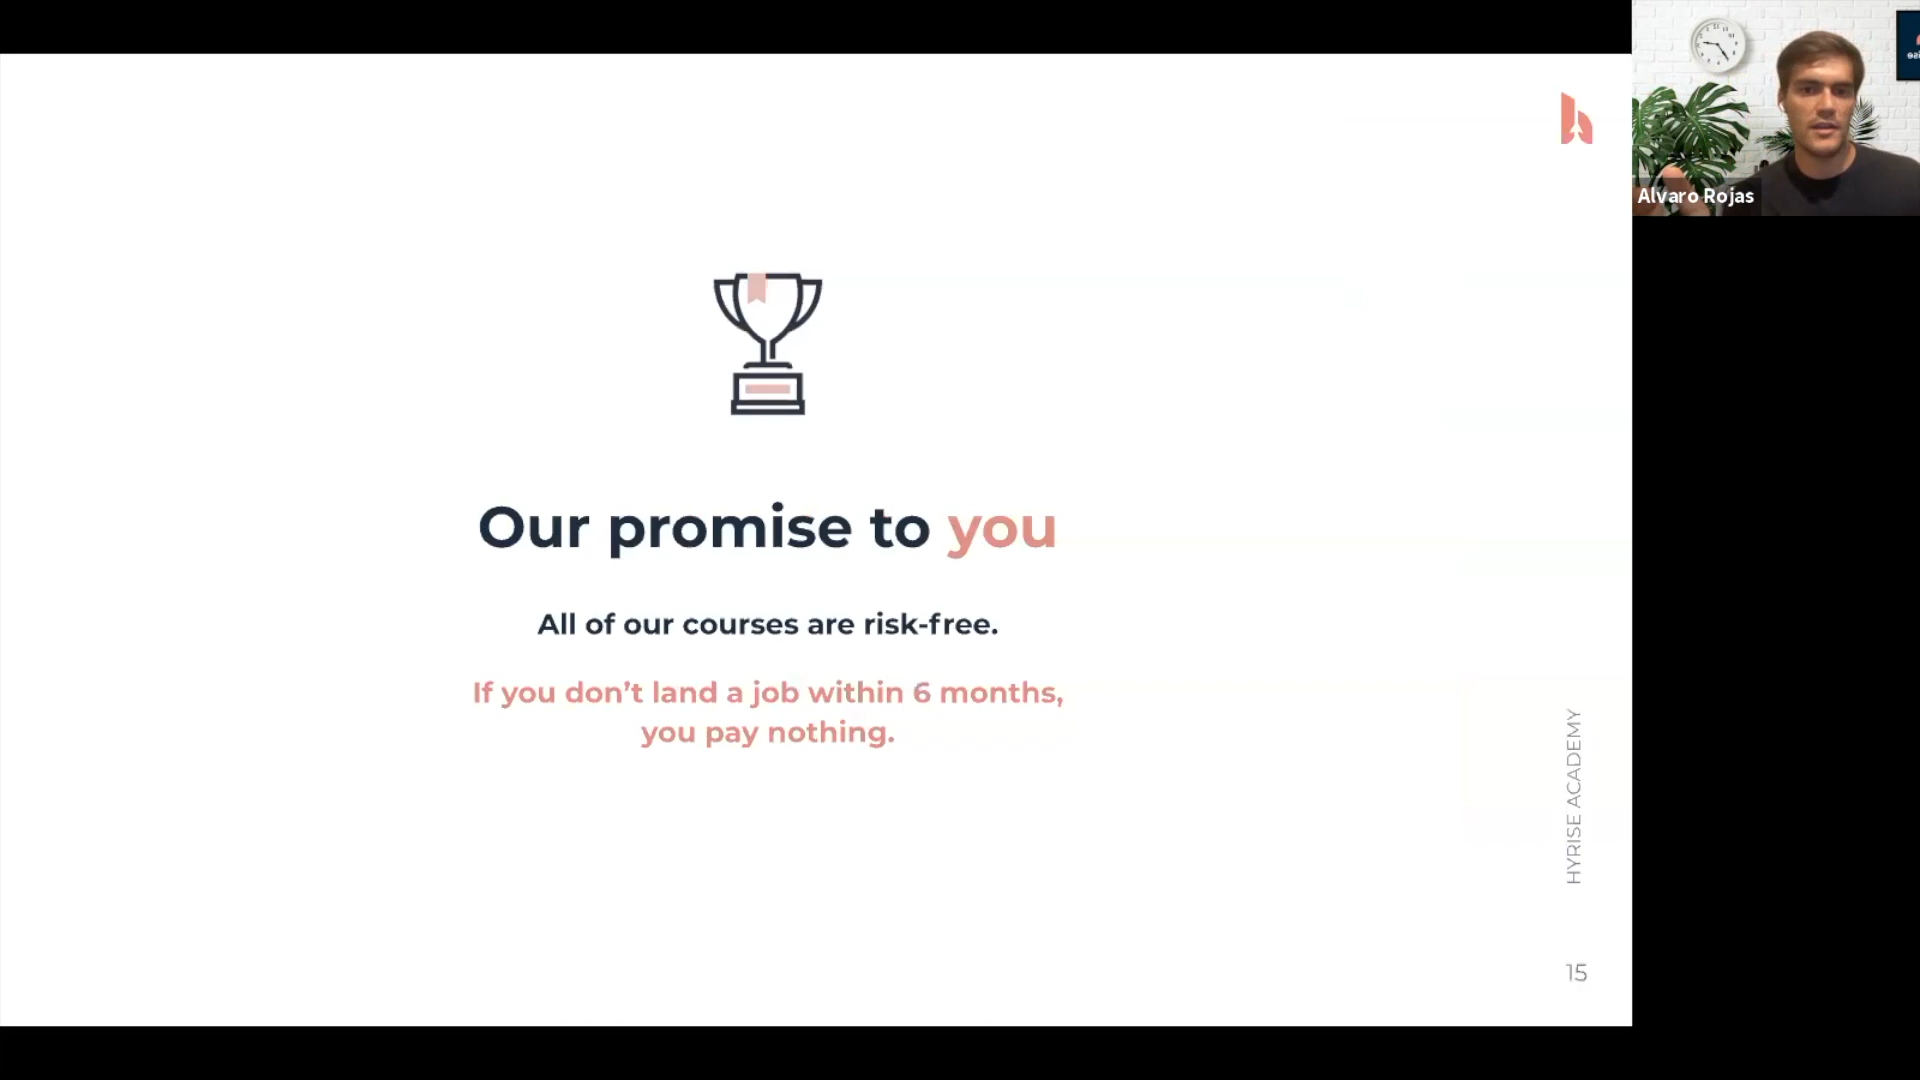 Alvaro Rojas
Our promise to you
All of our courses are risk-free.
If you don’t land a job within 6 months,
you pay nothing.
HYRISE ACADEMY
15